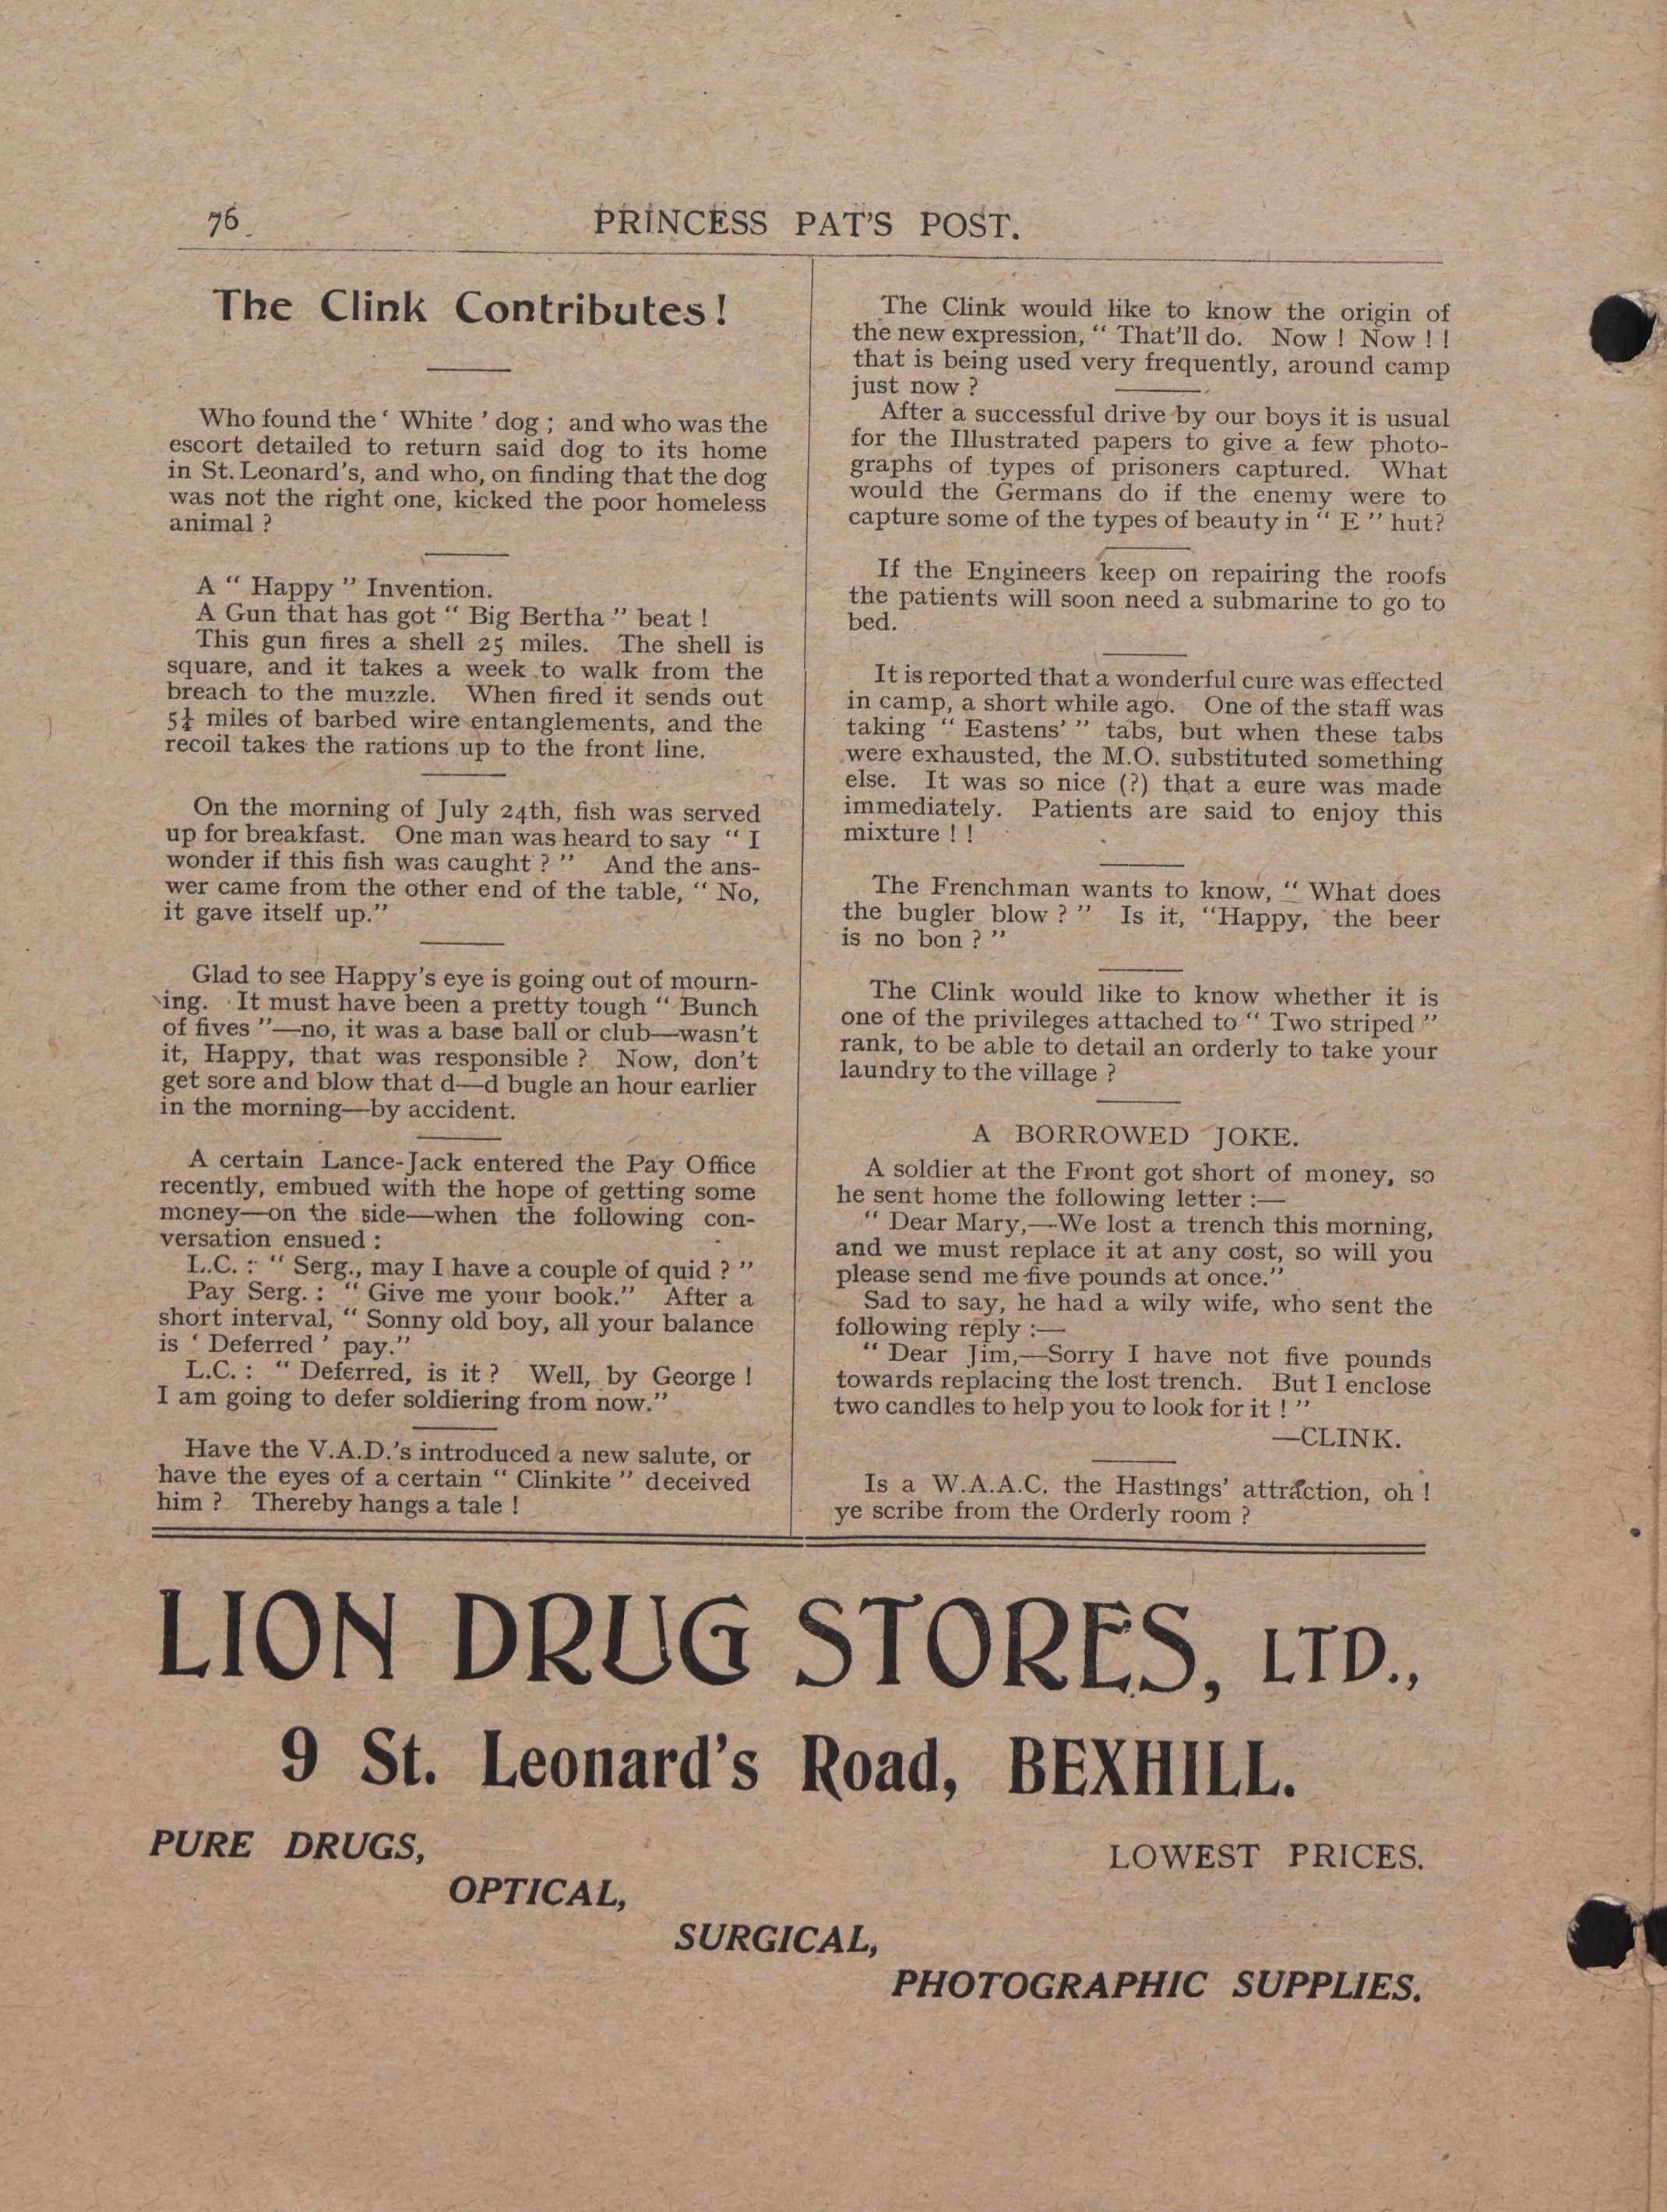 76
PRINCESS PAT'S POST.
The Clink Contributes!
Who found the ‘ White ’ dog ; and who was the
escort detailed to return said dog to its home
in St. Leonard's, and who, on finding that the dog
was not the right one, kicked the poor homeless
animal ?
A “ Happy ” Invention.
A Gun that has got “ Big Bertha ” beat !
This gun fires a shell 25 miles. The shell is
square, and it takes a week to walk from the
breach to the muzzle. When fired it sends out
5¼ miles of barbed wire entanglements, and the
recoil takes the rations up to the front line.
On the morning of July 24th, fish was served
up for breakfast. One man was heard to say “ I
wonder if this fish was caught ? ” And the ans-
wer came from the other end of the table, “ No,
it gave itself up.”
Glad to see Happy's eye is going out of mourn-
ing. It must have been a pretty tough “ Bunch
of fives ”—no, it was a base ball or club—wasn't
it, Happy, that was responsible ? Now, don't
get sore and blow that d—d bugle an hour earlier
in the morning—by accident.
A certain Lance-Jack entered the Pay Office
recently, embued with the hope of getting some
money—on the side—when the following con-
versation ensued :
L.C. : “ Serg., may I have a couple of quid ? ”
Pay Serg. : “ Give me your book.” After a
short interval, “ Sonny old boy, all your balance
is ‘ Deferred ’ pay.”
L.C. : “ Deferred, is it ? Well, by George !
I am going to defer soldiering from now.”
Have the V.A.D.'s introduced a new salute, or
have the eyes of a certain “ Clinkite ” deceived
him ? Thereby hangs a tale !
The Clink would like to know the origin of
the new expression, “ That'll do. Now ! Now ! !
that is being used very frequently, around camp
just now ?
After a successful drive by our boys it is usual
for the Illustrated papers to give a few photo-
graphs of types of prisoners captured. What
would the Germans do if the enemy were to
capture some of the types of beauty in “ E ” hut?
If the Engineers keep on repairing the roofs
the patients will soon need a submarine to go to
bed.
It is reported that a wonderful cure was effected
in camp, a short while ago. One of the staff was
taking “ Eastens' ” tabs, but when these tabs
were exhausted, the M.O. substituted something
else. It was so nice (?) that a cure was made
immediately. Patients are said to enjoy this
mixture ! !
The Frenchman wants to know, “ What does
the bugler blow ? ” Is it, “Happy, the beer
is no bon ? ”
The Clink would like to know whether it is
one of the privileges attached to “ Two striped ”
rank, to be able to detail an orderly to take your
laundry to the village ?
A BORROWED JOKE.
A soldier at the Front got short of money, so
he sent home the following letter :—
“ Dear Mary,—We lost a trench this morning,
and we must replace it at any cost, so will you
please send me five pounds at once.”
Sad to say, he had a wily wife, who sent the
following reply :—
“ Dear Jim,—Sorry I have not five pounds
towards replacing the lost trench. But I enclose
two candles to help you to look for it ! ”
—CLINK.
Is a W.A.A.C. the Hastings' attraction, oh !
ye scribe from the Orderly room ?
LION DRUG STORES, LTD.,
9 St. Leonard's Road, BEXHILL.
PURE DRUGS,
LOWEST PRICES.
OPTICAL,
SURGICAL,
PHOTOGRAPHIC SUPPLIES.